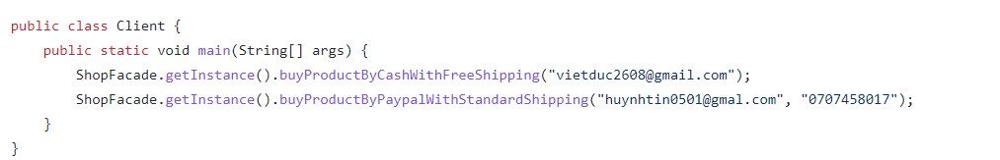 public class Client {
    public static void main(String[] args) {
        ShopFacade.getInstance().buyProductByCashWithFreeShipping("vietduc2608@gmail.com");
        ShopFacade.getInstance().buyProductByPaypalWithStandardShipping("huynhtin0501@gmal.com", "0707458017");
    }
}